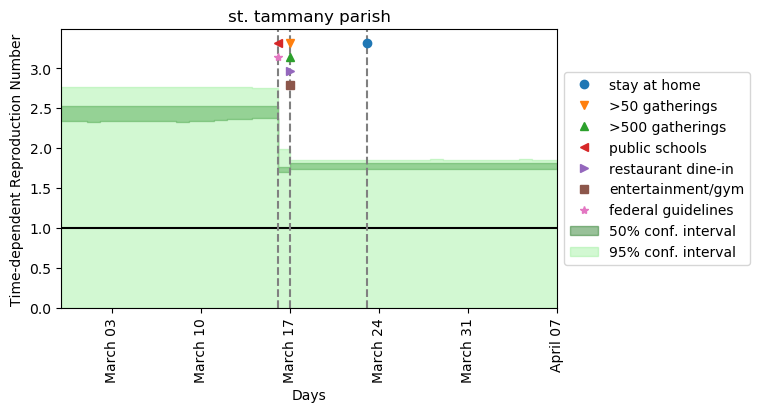 st. tammany parish
Time-dependent Reproduction Number
3.0
2.5
2.0
1.5
1.0
0.5
0.0
March 03
March 10
March 17
March 24
March 31
April 07
Days
stay at home
>50 gatherings
>500 gatherings
public schools
restaurant dine-in
entertainment/gym
federal guidelines
50% conf. interval
95% conf. interval